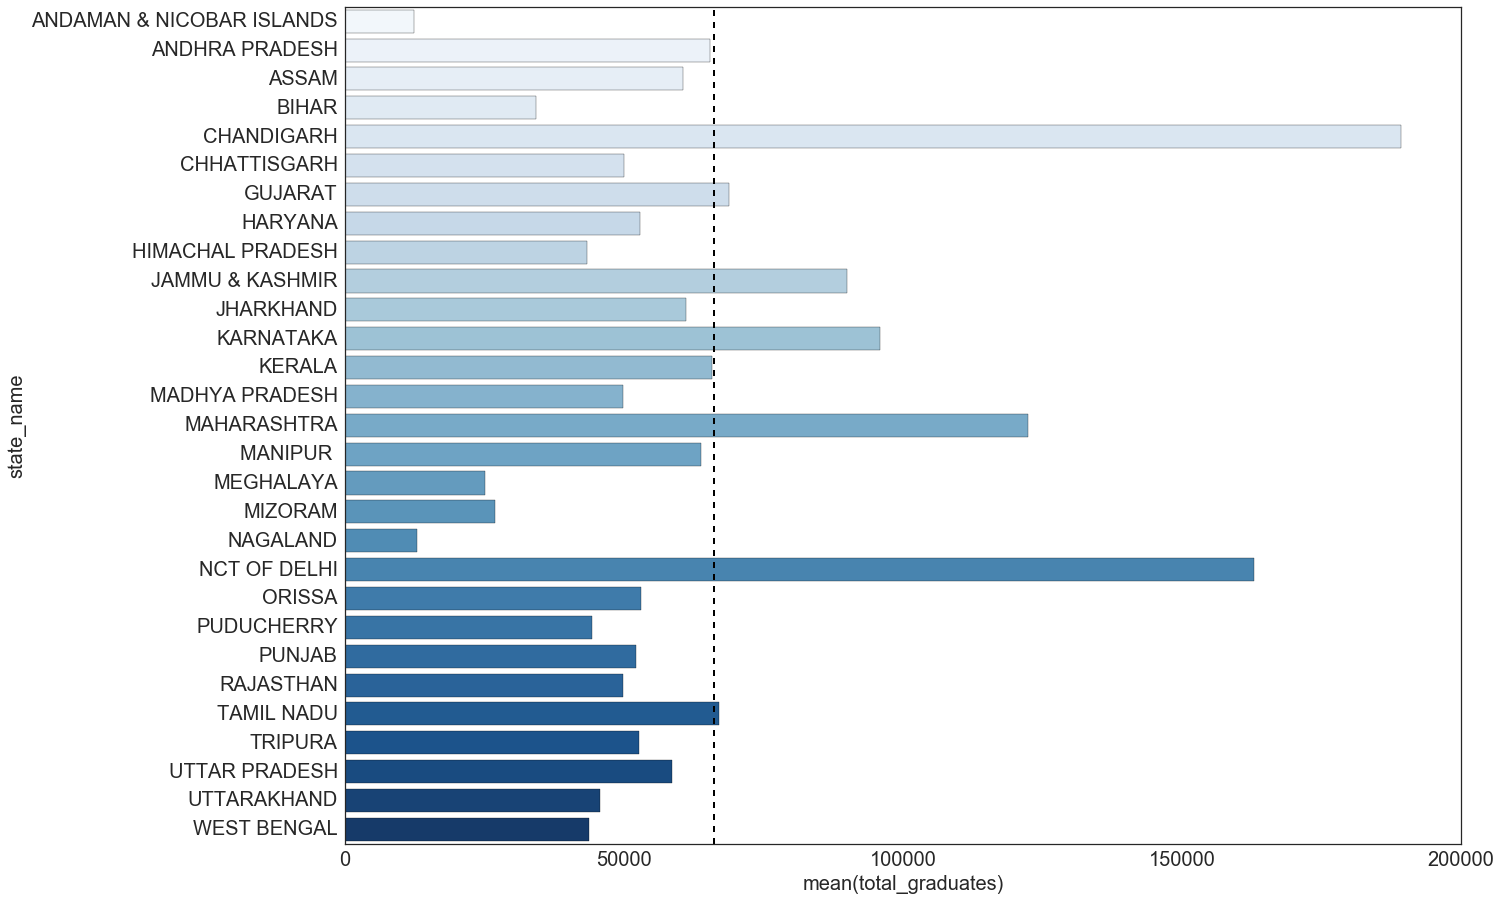 ANDAMAN & NICOBAR ISLANDS
ANDHRA PRADESH
ASSAM
BIHAR
CHANDIGARH
CHHATTISGARH
GUJARAT
HARYANA
HIMACHAL PRADESH
JAMMU & KASHMIR
JHARKHAND
KARNATAKA
KERALA
MADHYA PRADESH
MAHARASHTRA
MANIPUR
MEGHALAYA
MIZORAM
NAGALAND
NCT OF DELHI
ORISSA
PUDUCHERRY
PUNJAB
RAJASTHAN
TAMIL NADU
TRIPURA
UTTAR PRADESH
UTTARAKHAND
WEST BENGAL
state_name
0 50000 100000 150000 200000
mean(total_graduates)